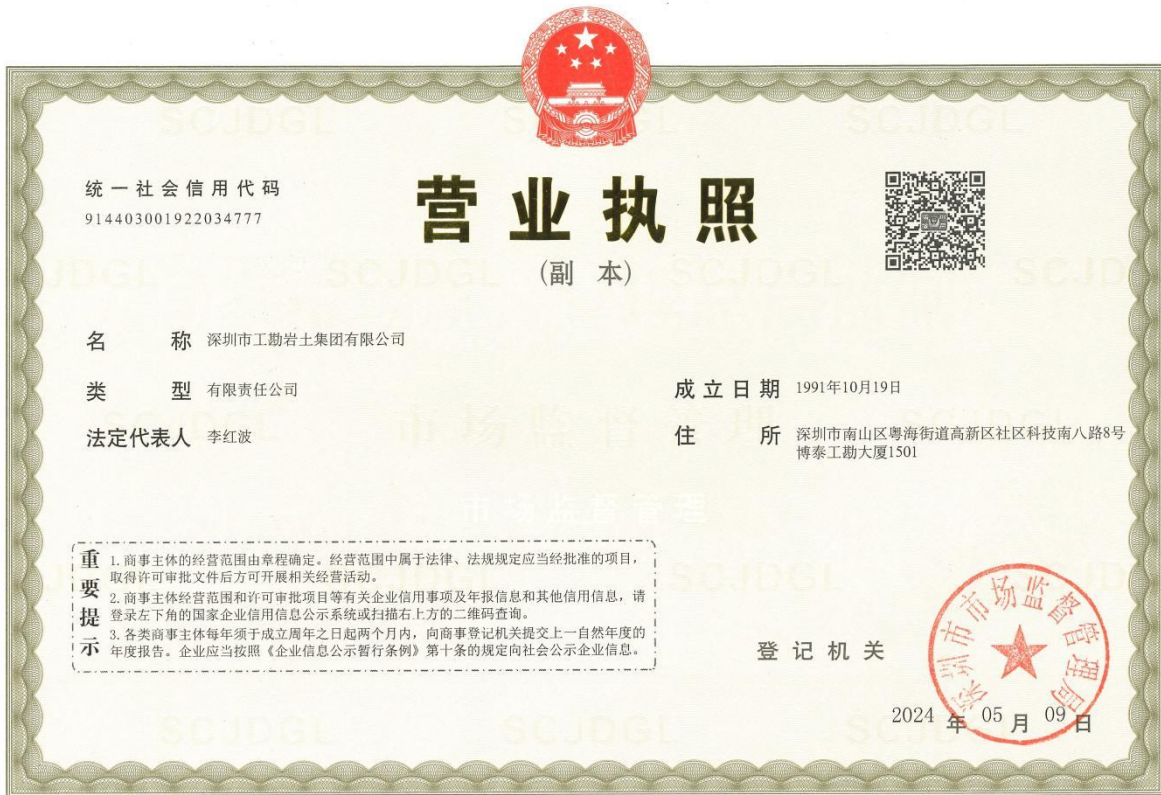 统一社会信用代码
914403001922034777
营业执照
(副 本)
名 称 深圳市工勘岩土集团有限公司
类 型 有限责任公司
法定代表人 李红波
成立日期 1991年10月19日
住 所 深圳市南山区粤海街道高新区社区科技南八路8号
博泰工勘大厦1501
重要提示
1. 商事主体的经营范围由章程确定。经营范围中属于法律、法规规定应当经批准的项目，
取得许可审批文件后方可开展相关经营活动。
2. 商事主体经营范围和许可审批项目等有关企业信用事项及年报信息和其他信用信息，请
登录左下角的国家企业信用信息公示系统或扫描右上方的二维码查询。
3. 各类商事主体每年须于成立周年之日起两个月内，向商事登记机关提交上一自然年度的
年度报告。企业应当按照《企业信息公示暂行条例》第十条的规定向社会公示企业信息。
登记机关
深圳市市场监督管理局
2024 年 05 月 09 日
SCJDGL
市场监督管理